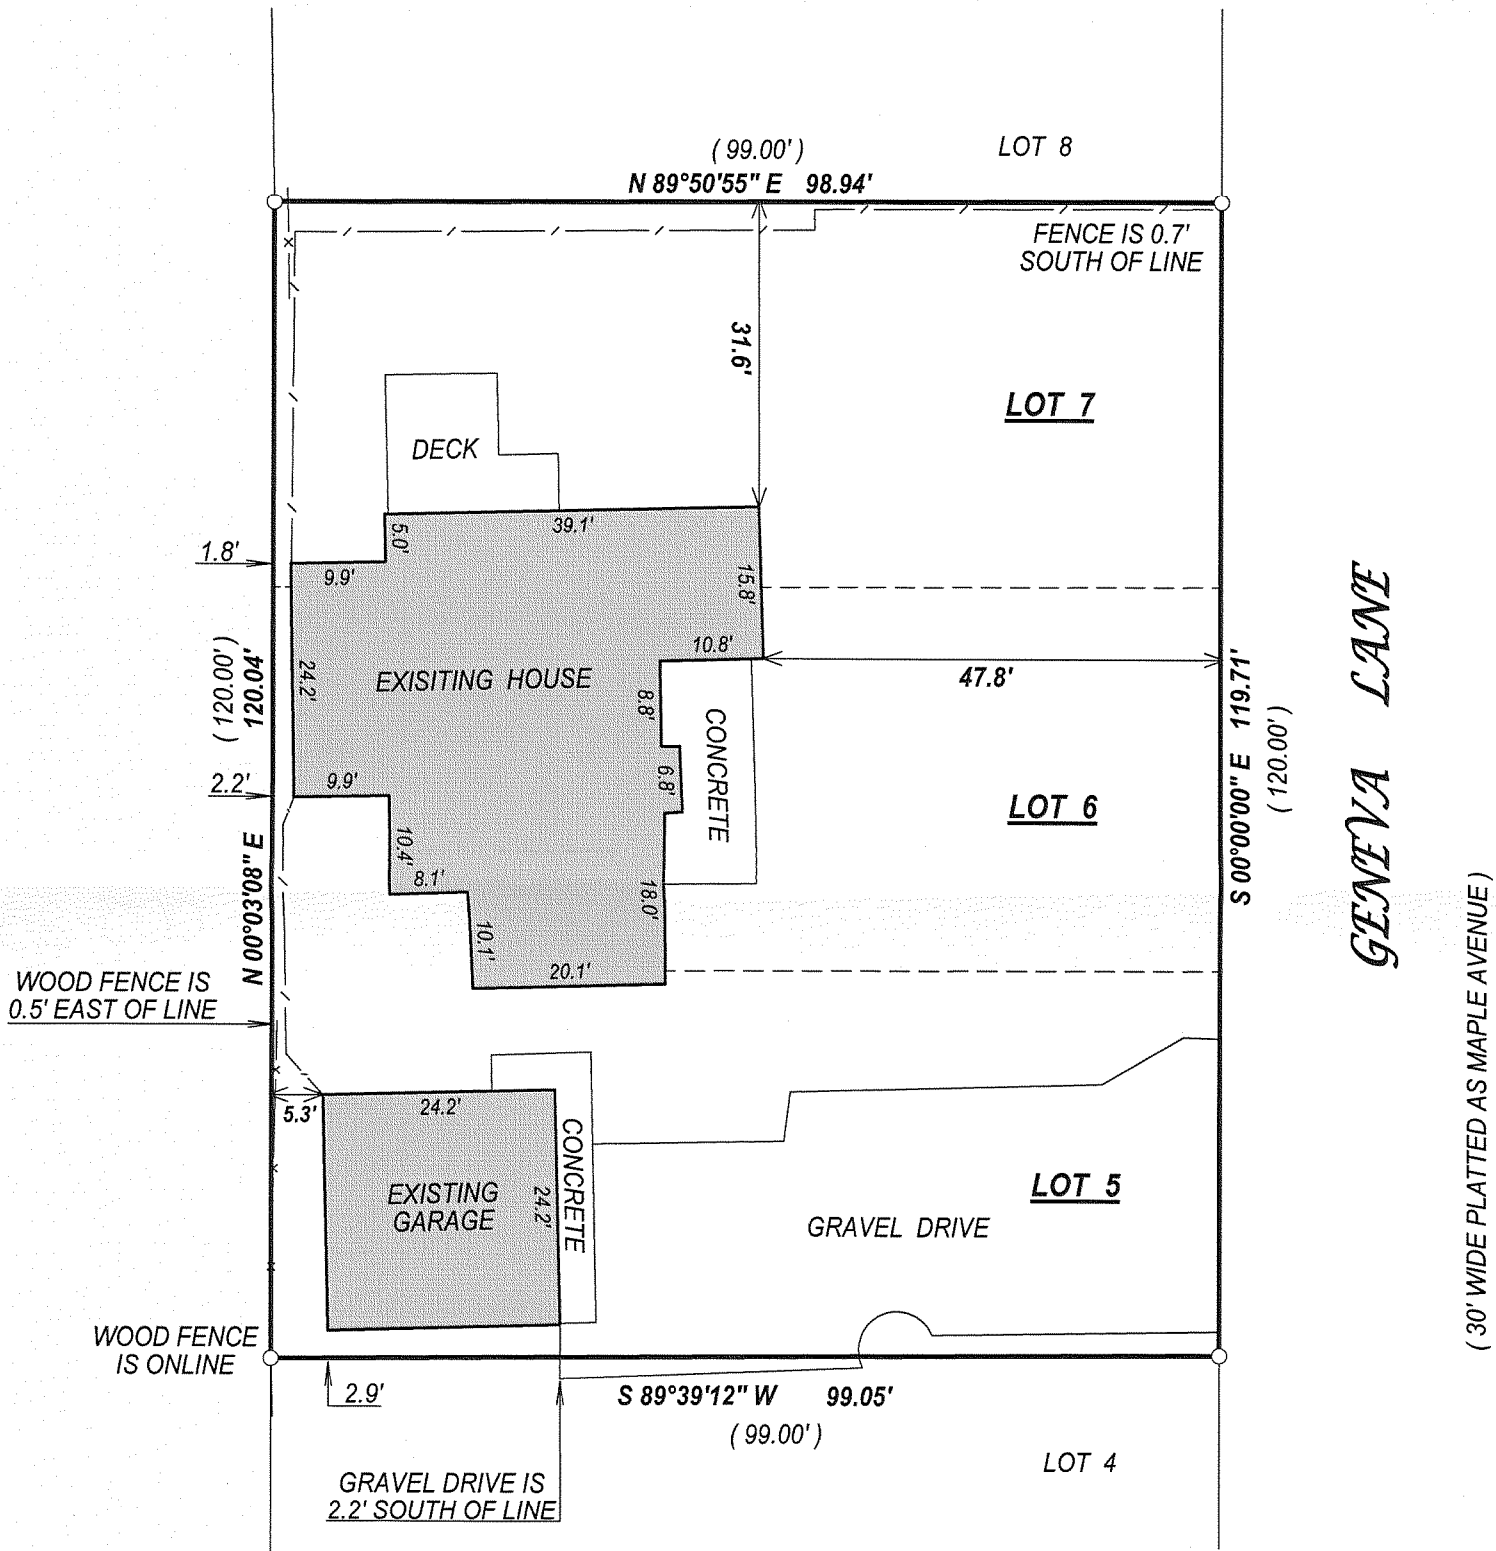 ( 99.00' )
LOT 8
N 89°50'55" E 98.94'
FENCE IS 0.7'
SOUTH OF LINE
31.6'
LOT 7
DECK
5.0'
39.1'
1.8'
9.9'
15.8'
10.8'
( 120.00' )
120.04'
24.2'
EXISITING HOUSE
47.8'
8.8'
CONCRETE
6.8'
S 00°00'00" E 119.71'
( 120.00' )
GENEVA LANE
( 30' WIDE PLATTED AS MAPLE AVENUE )
2.2'
9.9'
LOT 6
N 00°03'08" E
10.4'
8.1'
18.0'
10.1'
20.1'
WOOD FENCE IS
0.5' EAST OF LINE
5.3'
24.2'
CONCRETE
24.2'
EXISTING
GARAGE
LOT 5
GRAVEL DRIVE
WOOD FENCE
IS ONLINE
2.9'
S 89°39'12" W 99.05'
( 99.00' )
LOT 4
GRAVEL DRIVE IS
2.2' SOUTH OF LINE